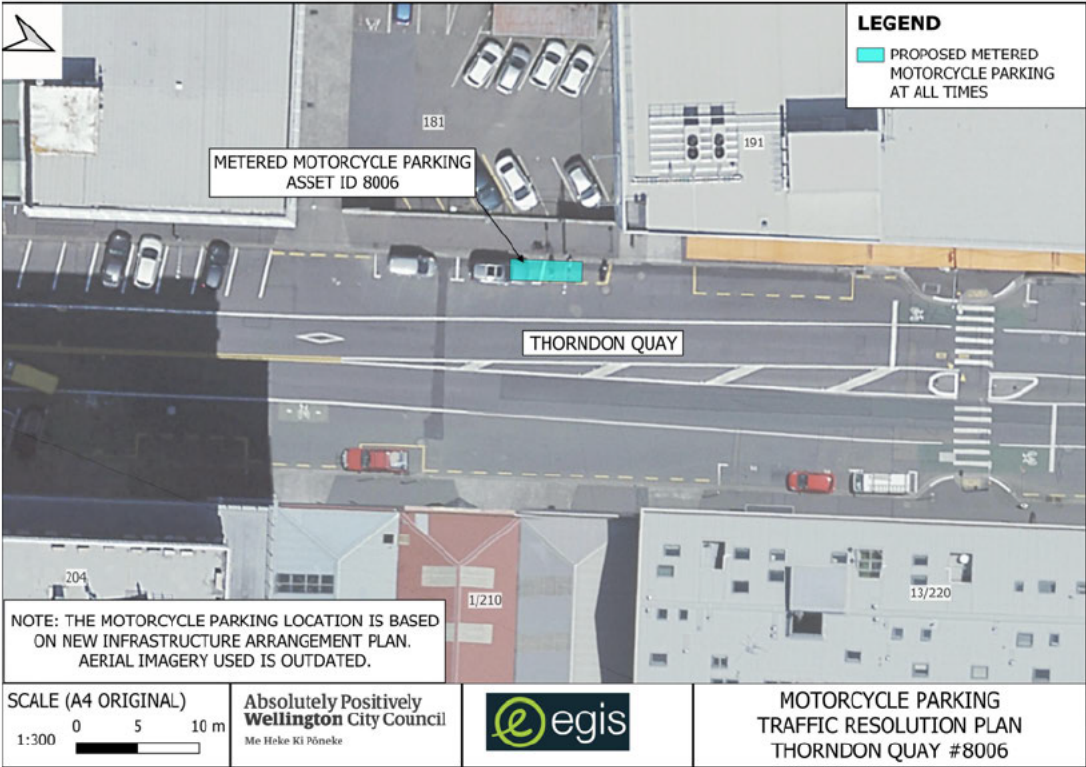 LEGEND
PROPOSED METERED
MOTORCYCLE PARKING
AT ALL TIMES
181
191
METERED MOTORCYCLE PARKING
ASSET ID 8006
THORNDON QUAY
204
1/210
13/220
NOTE: THE MOTORCYCLE PARKING LOCATION IS BASED
ON NEW INFRASTRUCTURE ARRANGEMENT PLAN.
AERIAL IMAGERY USED IS OUTDATED.
SCALE (A4 ORIGINAL)
0 5 10 m
1:300
Absolutely Positively
Wellington City Council
Me Heke Ki Pōneke
egis
MOTORCYCLE PARKING
TRAFFIC RESOLUTION PLAN
THORNDON QUAY #8006